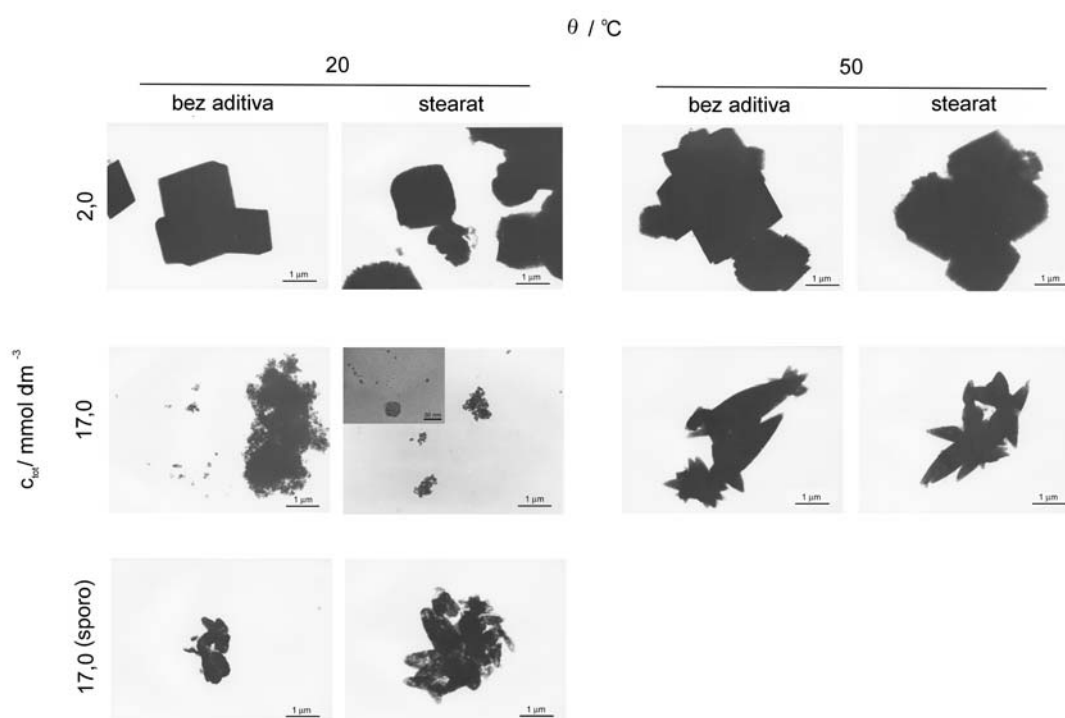 θ / °C
20
50
bez aditiva
stearat
bez aditiva
stearat
c_tot / mmol dm⁻³
2,0
1 μm
1 μm
1 μm
1 μm
17,0
1 μm
50 nm
1 μm
1 μm
1 μm
17,0 (sporo)
1 μm
1 μm